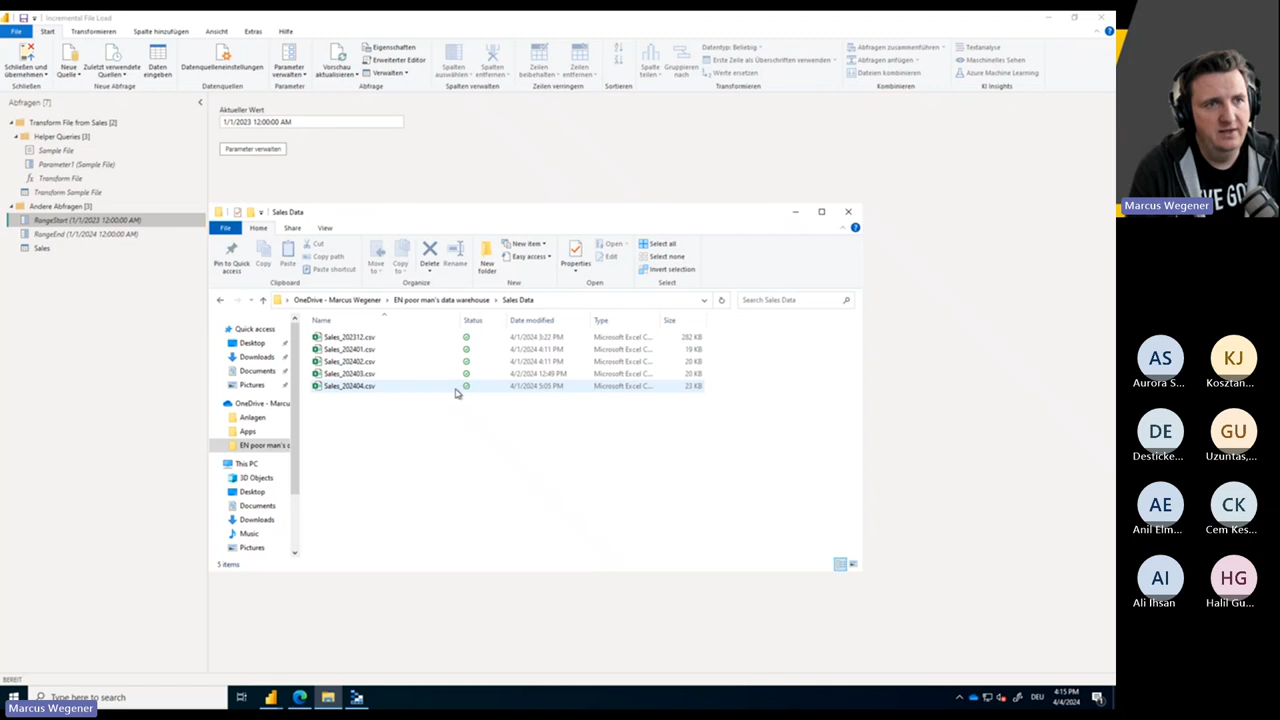 Incremental File Load
File Start Transformieren Spalte hinzufügen Ansicht Extras Hilfe
Schließen und übernehmen
Neue Quelle
Zuletzt verwendete Quellen
Daten eingeben
Datenquelleneinstellungen
Parameter verwalten
Vorschau aktualisieren
Eigenschaften
Erweiterter Editor
Verwalten
Spalten auswählen
Spalten entfernen
Zeilen beibehalten
Zeilen entfernen
Spalte teilen
Gruppieren nach
Datentyp: Beliebig
Erste Zeile als Überschriften verwenden
Werte ersetzen
Abfragen zusammenführen
Abfragen anfügen
Dateien kombinieren
Textanalyse
Maschinelles Sehen
Azure Machine Learning
Schließen Neue Abfrage Datenquellen Parameter Abfrage Spalten verwalten Zeilen verringern Sortieren Transformieren Kombinieren KI Insights
Abfragen [7]
Transform File from Sales [2]
Helper Queries [3]
Sample File
Parameter1 (Sample File)
fx Transform File
Transform Sample File
Andere Abfragen [3]
RangeStart (1/1/2023 12:00:00 AM)
RangeEnd (1/1/2024 12:00:00 AM)
Sales
Aktueller Wert
1/1/2023 12:00:00 AM
Parameter verwalten
Sales Data
File Home Share View
Pin to Quick access
Copy
Paste
Cut
Copy path
Paste shortcut
Move to
Copy to
Delete
Rename
New folder
New item
Easy access
Properties
Open
Edit
Select all
Select none
Invert selection
Clipboard Organize New Open Select
OneDrive - Marcus Wegener EN poor man's data warehouse Sales Data
Search Sales Data
Quick access
Desktop
Downloads
Documents
Pictures
OneDrive - Marcu
Anlagen
Apps
EN poor man's d
This PC
3D Objects
Desktop
Documents
Downloads
Music
Pictures
Name Status Date modified Type Size
Sales_202312.csv 4/1/2024 3:22 PM Microsoft Excel C... 282 KB
Sales_202401.csv 4/1/2024 4:11 PM Microsoft Excel C... 19 KB
Sales_202402.csv 4/1/2024 4:11 PM Microsoft Excel C... 20 KB
Sales_202403.csv 4/2/2024 12:49 PM Microsoft Excel C... 20 KB
Sales_202404.csv 4/1/2024 5:05 PM Microsoft Excel C... 23 KB
5 items
BEREIT
Type here to search
DEU
4:15 PM
4/4/2024
Marcus Wegener
Marcus Wegener
AS
Aurora S...
KJ
Kosztan...
DE
Desticke...
GU
Uzuntas,...
AE
Anil Elm...
CK
Cem Kes...
AI
Ali Ihsan
HG
Halil Gu...